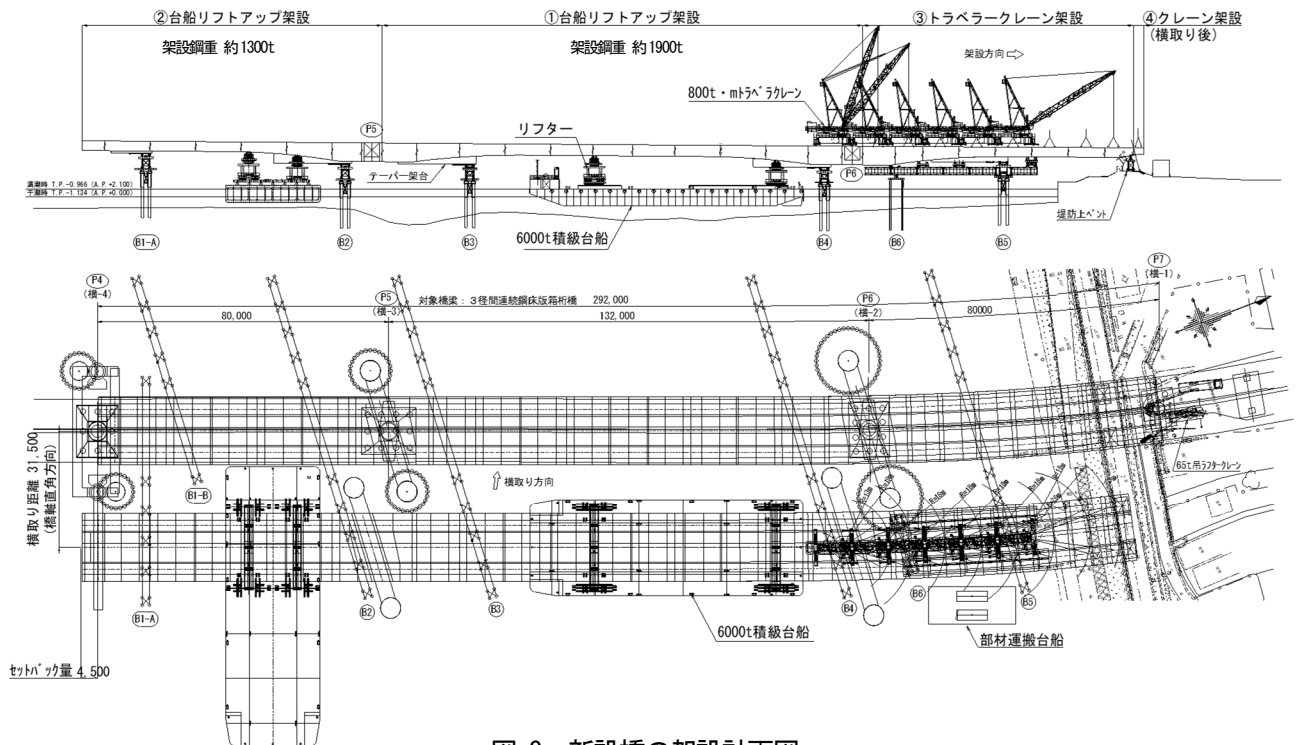 ②台船リフトアップ架設
①台船リフトアップ架設
③トラベラークレーン架設
④クレーン架設
(横取り後)
架設鋼重 約1300t
架設鋼重 約1900t
架設方向
800t・mトラベラクレーン
P5
リフター
テーパー架台
P6
満潮時 T.P.-0.966 (A.P.+2.100)
干潮時 T.P.-1.134 (A.P.+0.000)
6000t積級台船
堤防上ベント
B1-A
B2
B3
B4
B6
B5
P4
(横-4)
P5
(横-3)
P6
(横-2)
P7
(横-1)
対象橋梁:3径間連続鋼床版箱桁橋 292,000
80,000
132,000
80000
横取り距離 31,500
(橋軸直角方向)
B1-B
横取り方向
65t吊ラフタークレーン
B1-A
B2
B3
B4
B6
B5
6000t積級台船
部材運搬台船
セットバック量 4,500